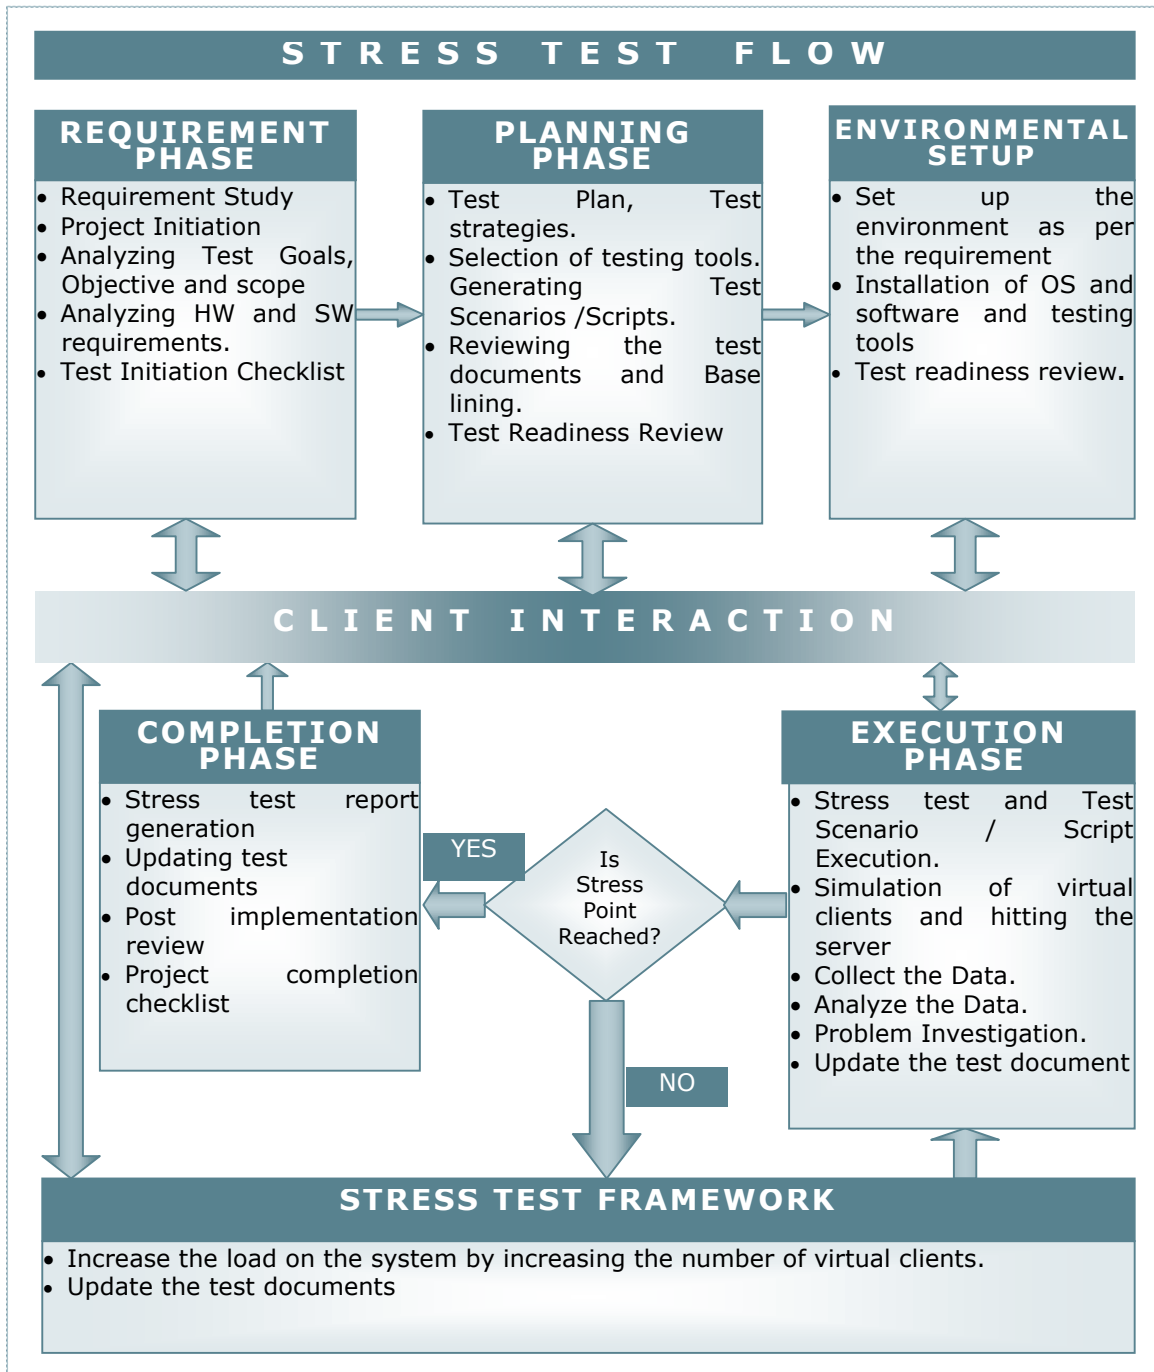 STRESS TEST FLOW
REQUIREMENT
PHASE
• Requirement Study
• Project Initiation
• Analyzing Test Goals,
Objective and scope
• Analyzing HW and SW
requirements.
• Test Initiation Checklist
PLANNING
PHASE
• Test Plan, Test
strategies.
• Selection of testing tools.
Generating Test
Scenarios /Scripts.
• Reviewing the test
documents and Base
lining.
• Test Readiness Review
ENVIRONMENTAL
SETUP
• Set up the
environment as per
the requirement
• Installation of OS and
software and testing
tools
• Test readiness review.
CLIENT INTERACTION
COMPLETION
PHASE
• Stress test report
generation
• Updating test
documents
• Post implementation
review
• Project completion
checklist
YES
Is
Stress
Point
Reached?
NO
EXECUTION
PHASE
• Stress test and Test
Scenario / Script
Execution.
• Simulation of virtual
clients and hitting the
server
• Collect the Data.
• Analyze the Data.
• Problem Investigation.
• Update the test document
STRESS TEST FRAMEWORK
• Increase the load on the system by increasing the number of virtual clients.
• Update the test documents